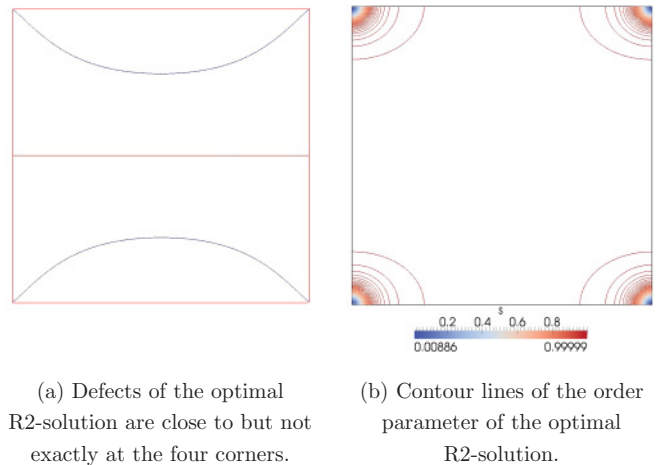 s
0.2 0.4 0.6 0.8
0.00886 0.99999
(a) Defects of the optimal
R2-solution are close to but not
exactly at the four corners.
(b) Contour lines of the order
parameter of the optimal
R2-solution.